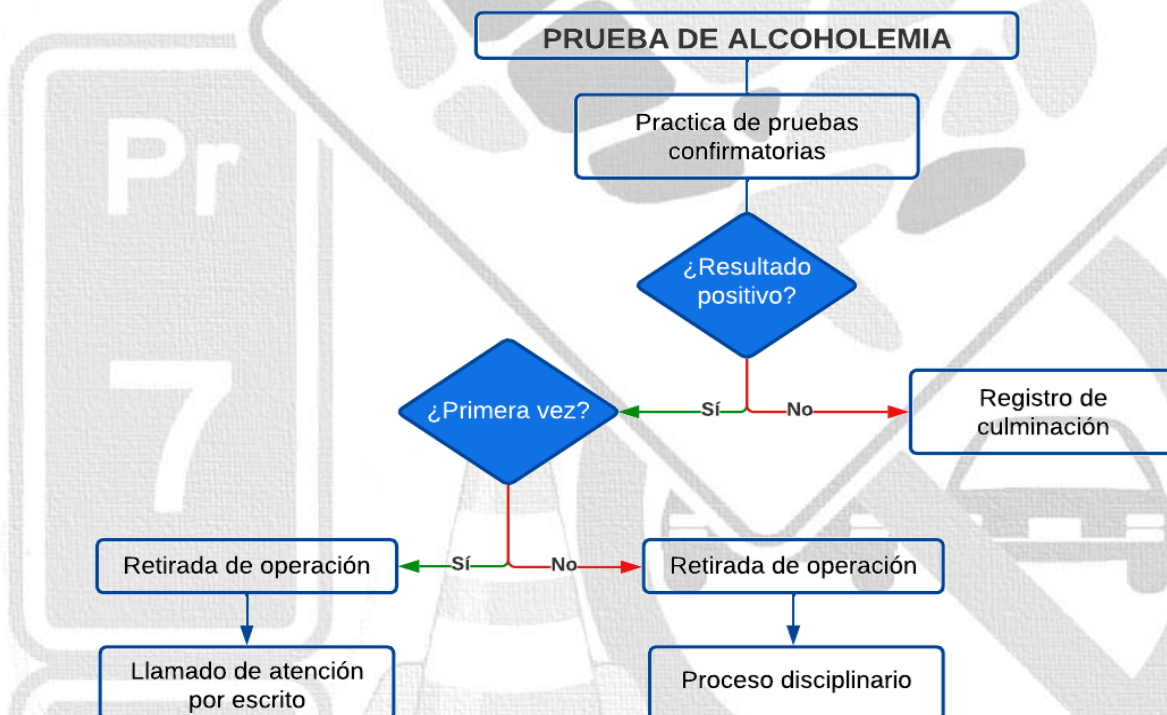 PRUEBA DE ALCOHOLEMIA
Practica de pruebas
confirmatorias
¿Resultado
positivo?
Sí
No
¿Primera vez?
Registro de
culminación
Sí
No
Retirada de operación
Retirada de operación
Llamado de atención
por escrito
Proceso disciplinario
Pr
7